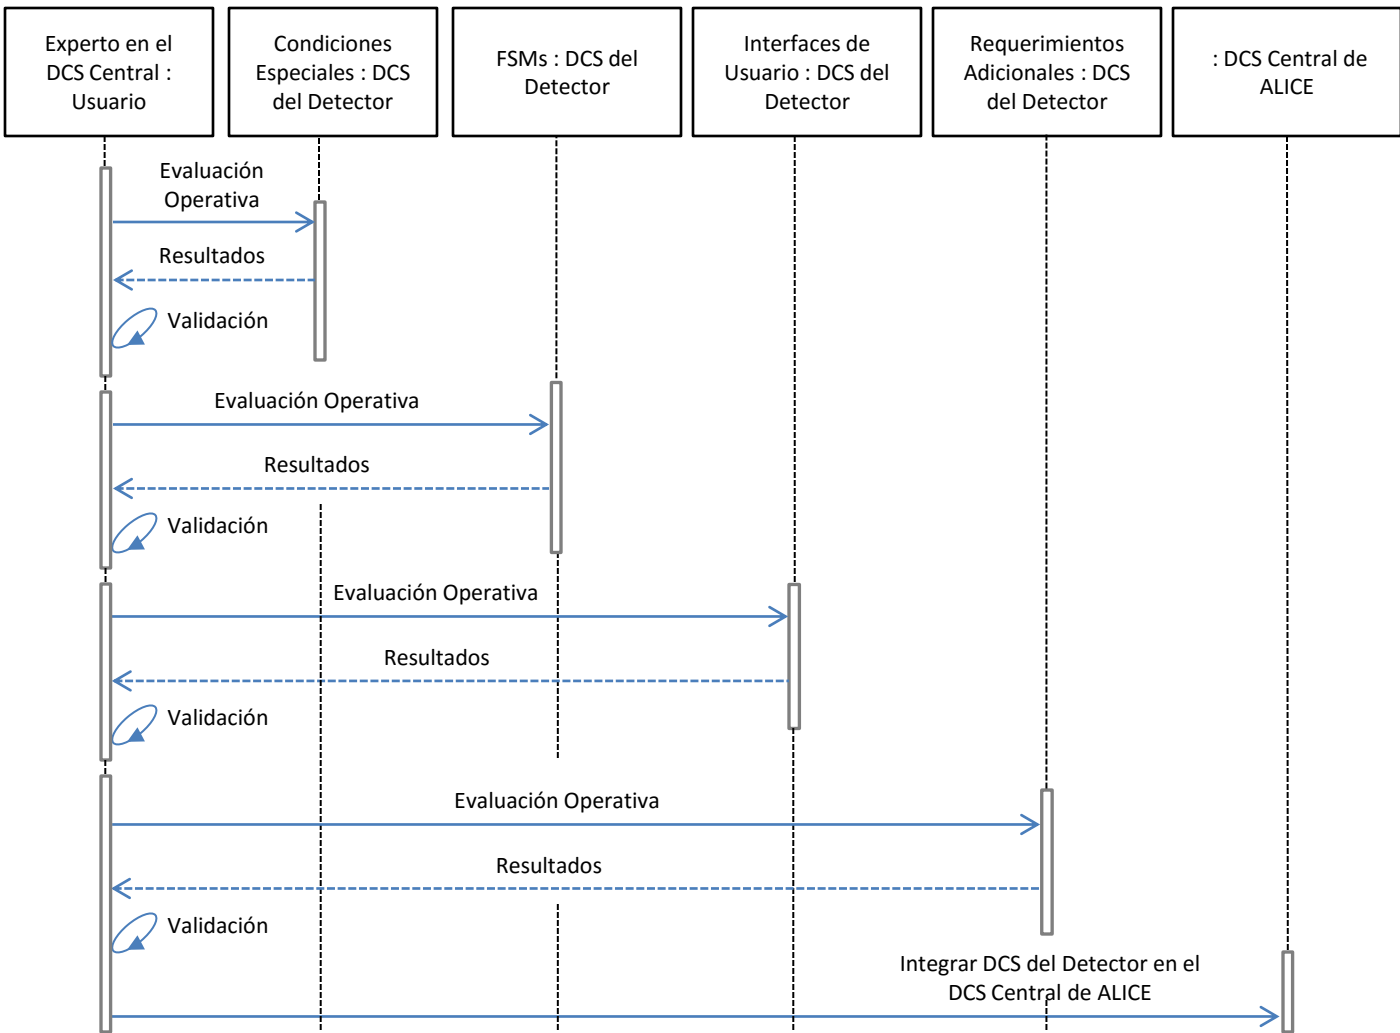 Experto en el
DCS Central :
Usuario
Condiciones
Especiales : DCS
del Detector
FSMs : DCS del
Detector
Interfaces de
Usuario : DCS del
Detector
Requerimientos
Adicionales : DCS
del Detector
: DCS Central de
ALICE
Evaluación
Operativa
Resultados
Validación
Evaluación Operativa
Resultados
Validación
Evaluación Operativa
Resultados
Validación
Evaluación Operativa
Resultados
Validación
Integrar DCS del Detector en el
DCS Central de ALICE